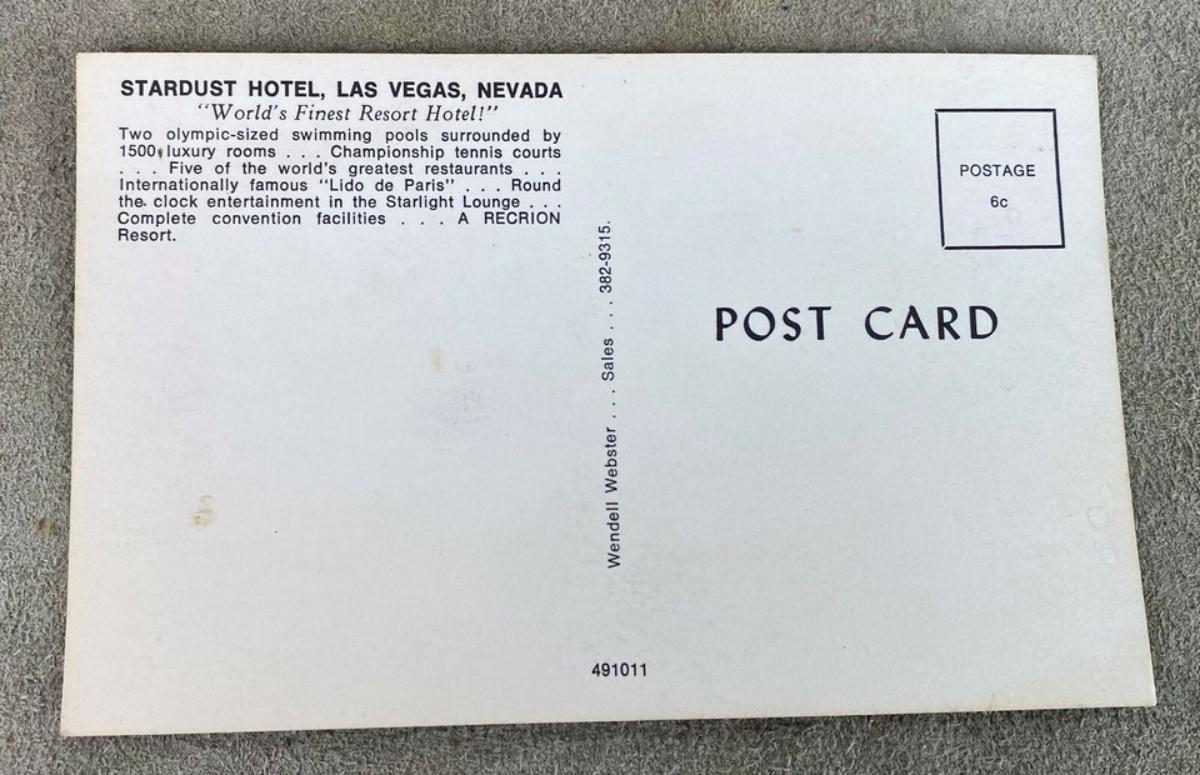 STARDUST HOTEL, LAS VEGAS, NEVADA
"World's Finest Resort Hotel!"
Two olympic-sized swimming pools surrounded by
1500 luxury rooms . . . Championship tennis courts
. . . Five of the world's greatest restaurants . . .
Internationally famous "Lido de Paris" . . . Round
the clock entertainment in the Starlight Lounge . . .
Complete convention facilities . . . A RECRION
Resort.
Wendell Webster . . . Sales . . . 382-9315.
491011
POSTAGE
6c
POST CARD